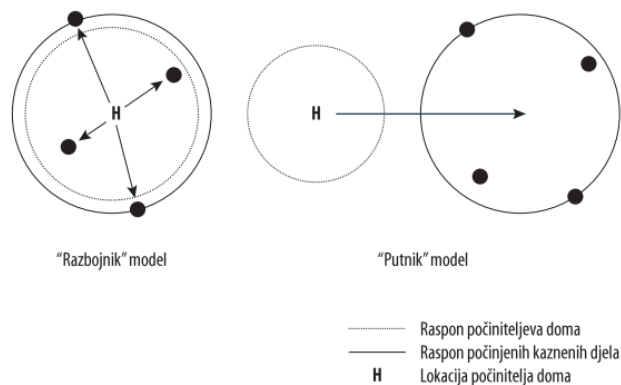 H
H
“Razbojnik” model
“Putnik” model
Raspon počiniteljeva doma
Raspon počinjenih kaznenih djela
H Lokacija počinitelja doma